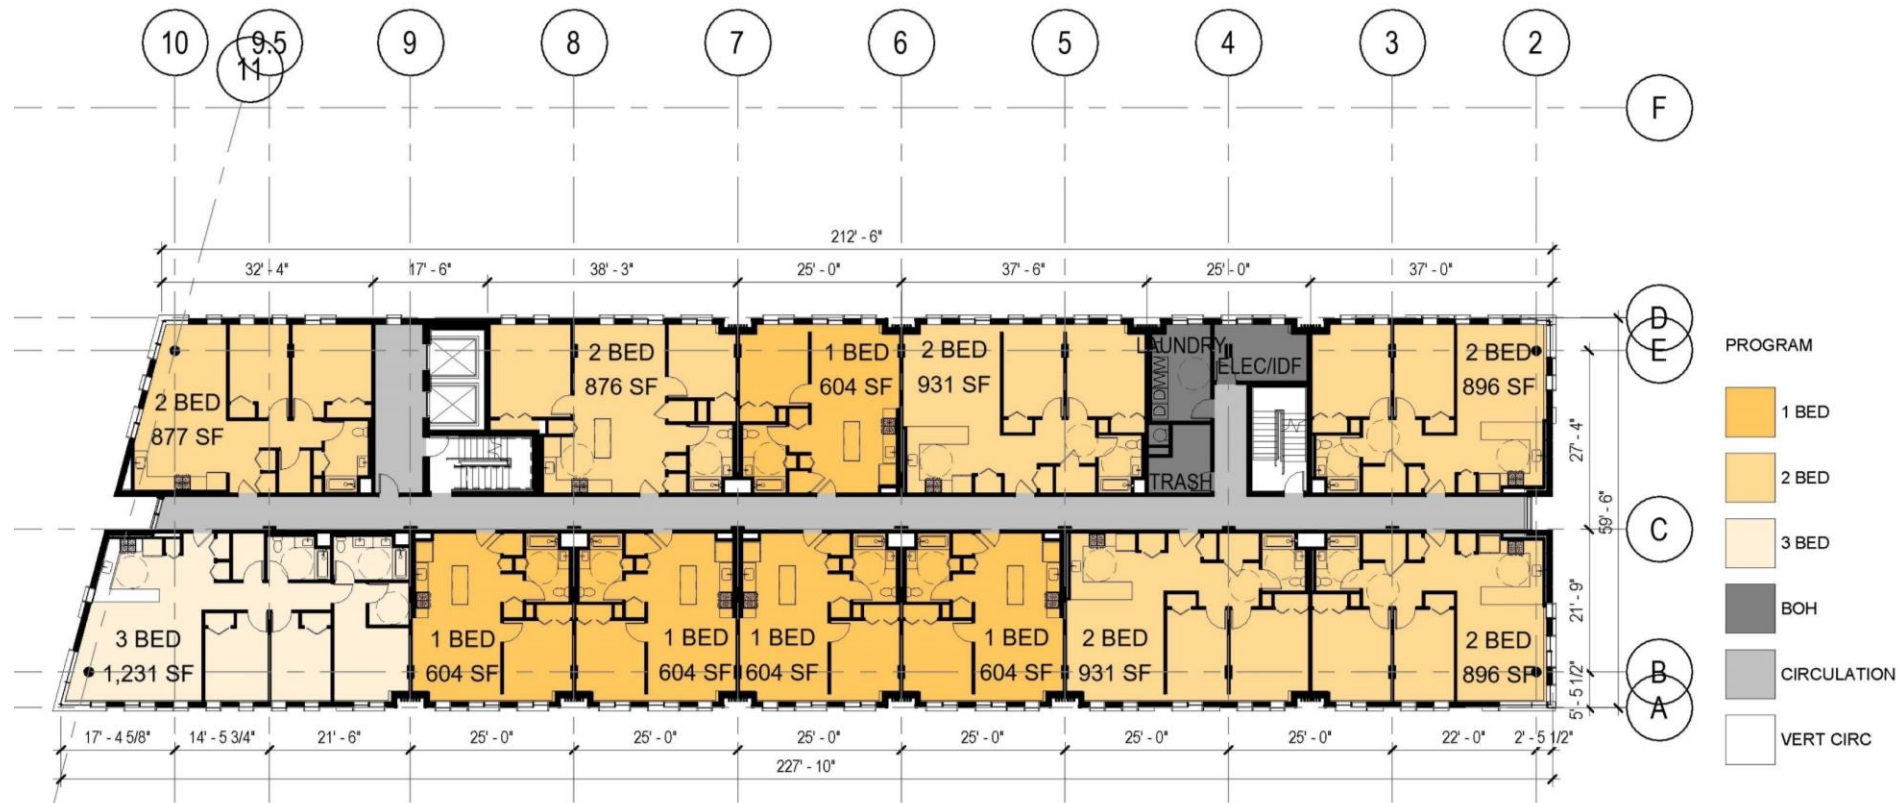 10 9.5 9 8 7 6 5 4 3 2
11
F
212' - 6"
32' - 4" 17' - 6" 38' - 3" 25' - 0" 37' - 6" 25' - 0" 37' - 0"
D
E
2 BED
877 SF
2 BED
876 SF
1 BED
604 SF
2 BED
931 SF
LAUNDRY
ELEC/IDF
TRASH
2 BED
896 SF
27' - 4"
59' - 6"
C
3 BED
1,231 SF
1 BED
604 SF
1 BED
604 SF
1 BED
604 SF
1 BED
604 SF
2 BED
931 SF
2 BED
896 SF
21' - 9"
5' - 5 1/2"
B
A
17' - 4 5/8" 14' - 5 3/4" 21' - 6" 25' - 0" 25' - 0" 25' - 0" 25' - 0" 25' - 0" 25' - 0" 22' - 0" 2' - 5 1/2"
227' - 10"
PROGRAM
1 BED
2 BED
3 BED
BOH
CIRCULATION
VERT CIRC